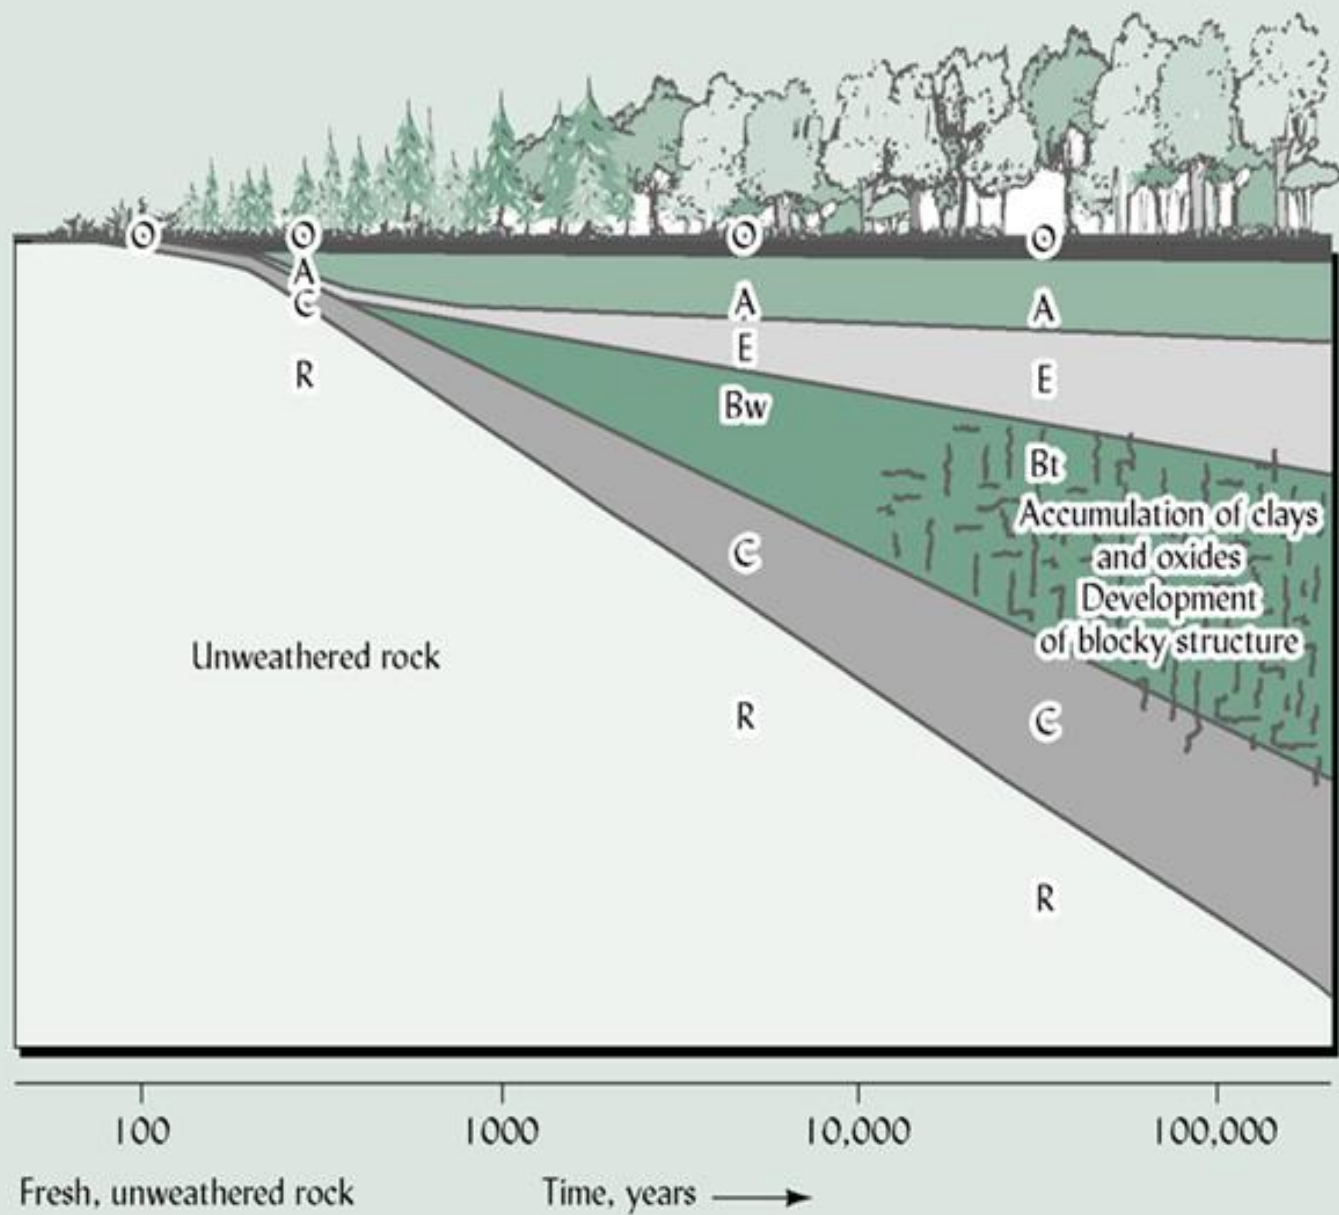 O
O
O
O
A
C
R
A
E
Bw
C
R
A
E
Bt
Accumulation of clays
and oxides
Development
of blocky structure
C
R
Unweathered rock
100
1000
10,000
100,000
Fresh, unweathered rock
Time, years